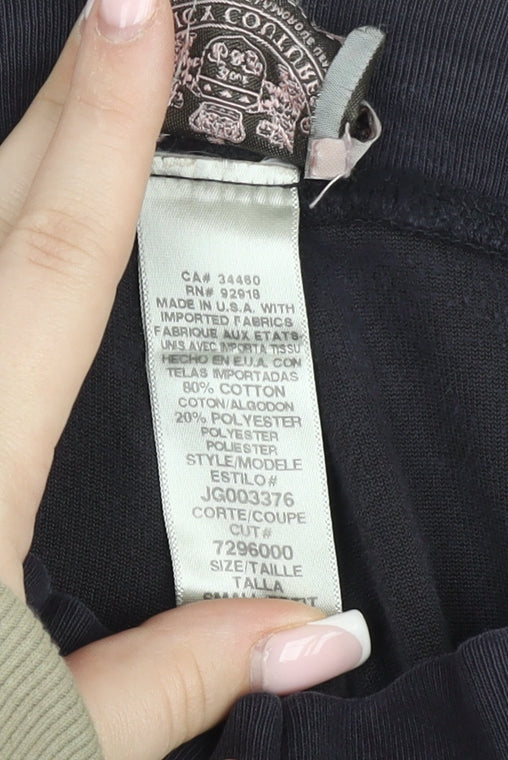 COUTURE
CA# 34460
RN# 92918
MADE IN U.S.A. WITH
IMPORTED FABRICS
FABRIQUE AUX ETATS
UNIS AVEC IMPORTA TISSU
HECHO EN E.U.A. CON
TELAS IMPORTADAS
80% COTTON
COTON/ALGODON
20% POLYESTER
POLYESTER
POLIESTER
STYLE/MODELE
ESTILO#
JG003376
CORTE/COUPE
CUT#
7296000
SIZE/TAILLE
TALLA